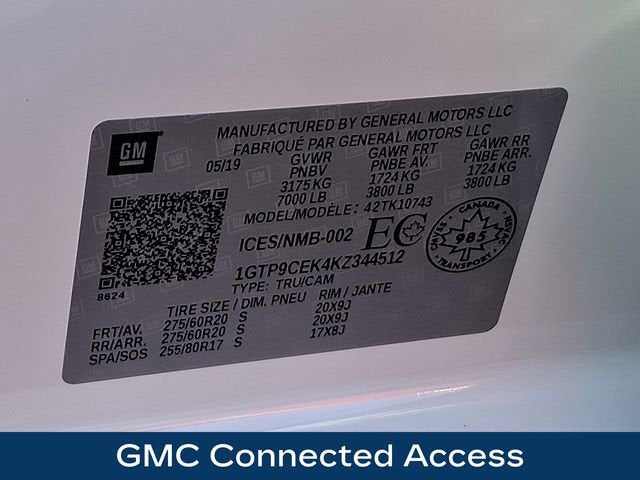 MANUFACTURED BY GENERAL MOTORS LLC
FABRIQUÉ PAR GENERAL MOTORS LLC
GM
05/19 GVWR GAWR FRT GAWR RR
PNBV PNBE AV. PNBE ARR.
3175 KG 1724 KG 1724 KG
7000 LB 3800 LB 3800 LB
MODEL/MODÈLE: 42TK10743
ICES/NMB-002 EC
CANADA
985
TRANSPORT
1GTP9CEK4KZ344512
8624
TYPE: TRU/CAM
TIRE SIZE / DIM. PNEU RIM / JANTE
FRT/AV. 275/60R20 S 20X9J
RR/ARR. 275/60R20 S 20X9J
SPA/SOS 255/80R17 S 17X8J
GMC Connected Access